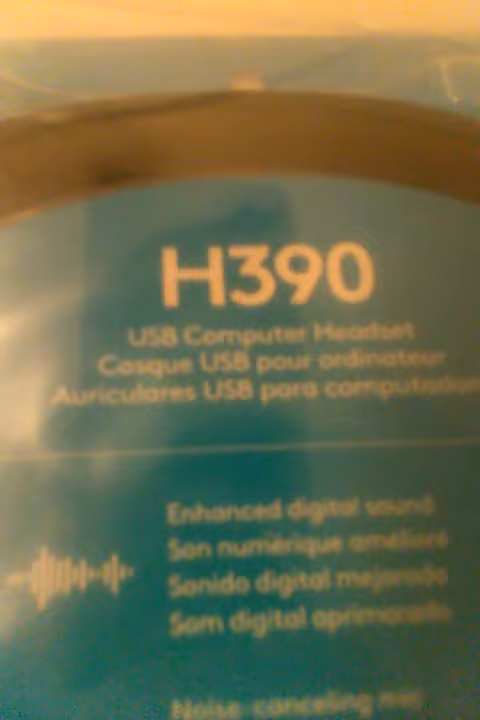 H390
USB Computer Headset
Casque USB pour ordinateur
Auriculares USB para computador
Enhanced digital sound
Son numérique amélioré
Sonido digital mejorado
Som digital aprimorado
Noise canceling mic